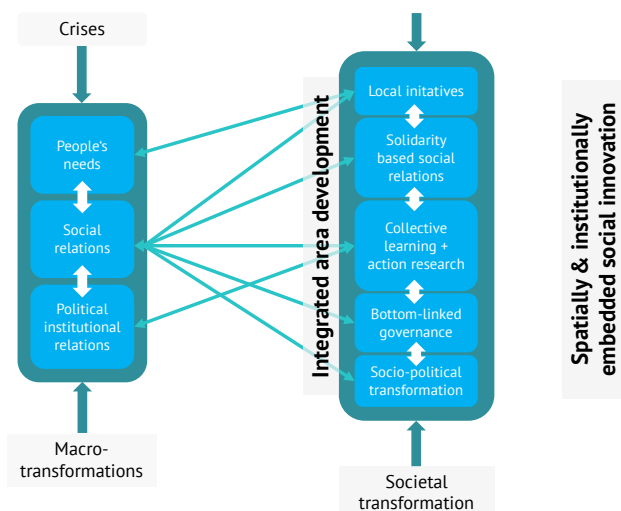 Crises
People's
needs
Social
relations
Political
institutional
relations
Macro-
transformations
Integrated area development
Local initatives
Solidarity
based social
relations
Collective
learning +
action research
Bottom-linked
governance
Socio-political
transformation
Societal
transformation
Spatially & institutionally
embedded social innovation